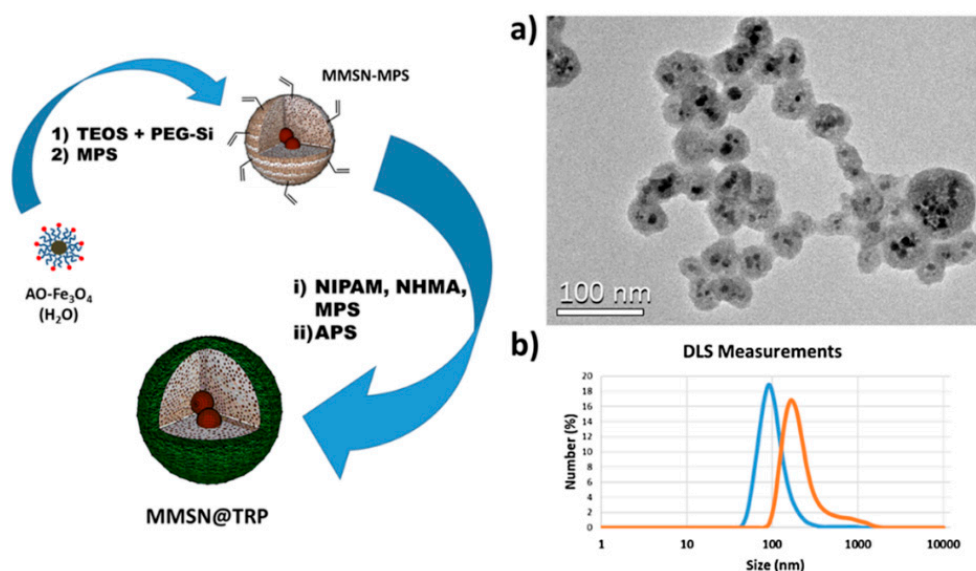 MMSN-MPS
1) TEOS + PEG-Si
2) MPS
AO-Fe₃O₄
(H₂O)
i) NIPAM, NHMA,
MPS
ii) APS
MMSN@TRP
a)
100 nm
b)
DLS Measurements
Number (%)
20
18
16
14
12
10
8
6
4
2
0
1 10 100 1000 10000
Size (nm)